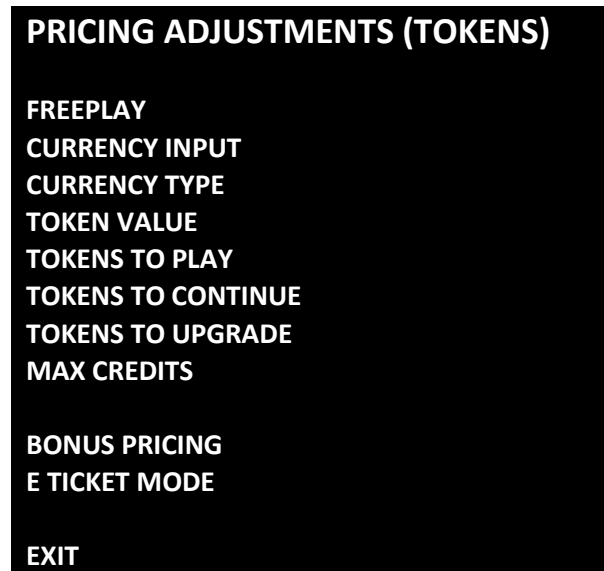 PRICING ADJUSTMENTS (TOKENS)
FREEPLAY
CURRENCY INPUT
CURRENCY TYPE
TOKEN VALUE
TOKENS TO PLAY
TOKENS TO CONTINUE
TOKENS TO UPGRADE
MAX CREDITS
BONUS PRICING
E TICKET MODE
EXIT